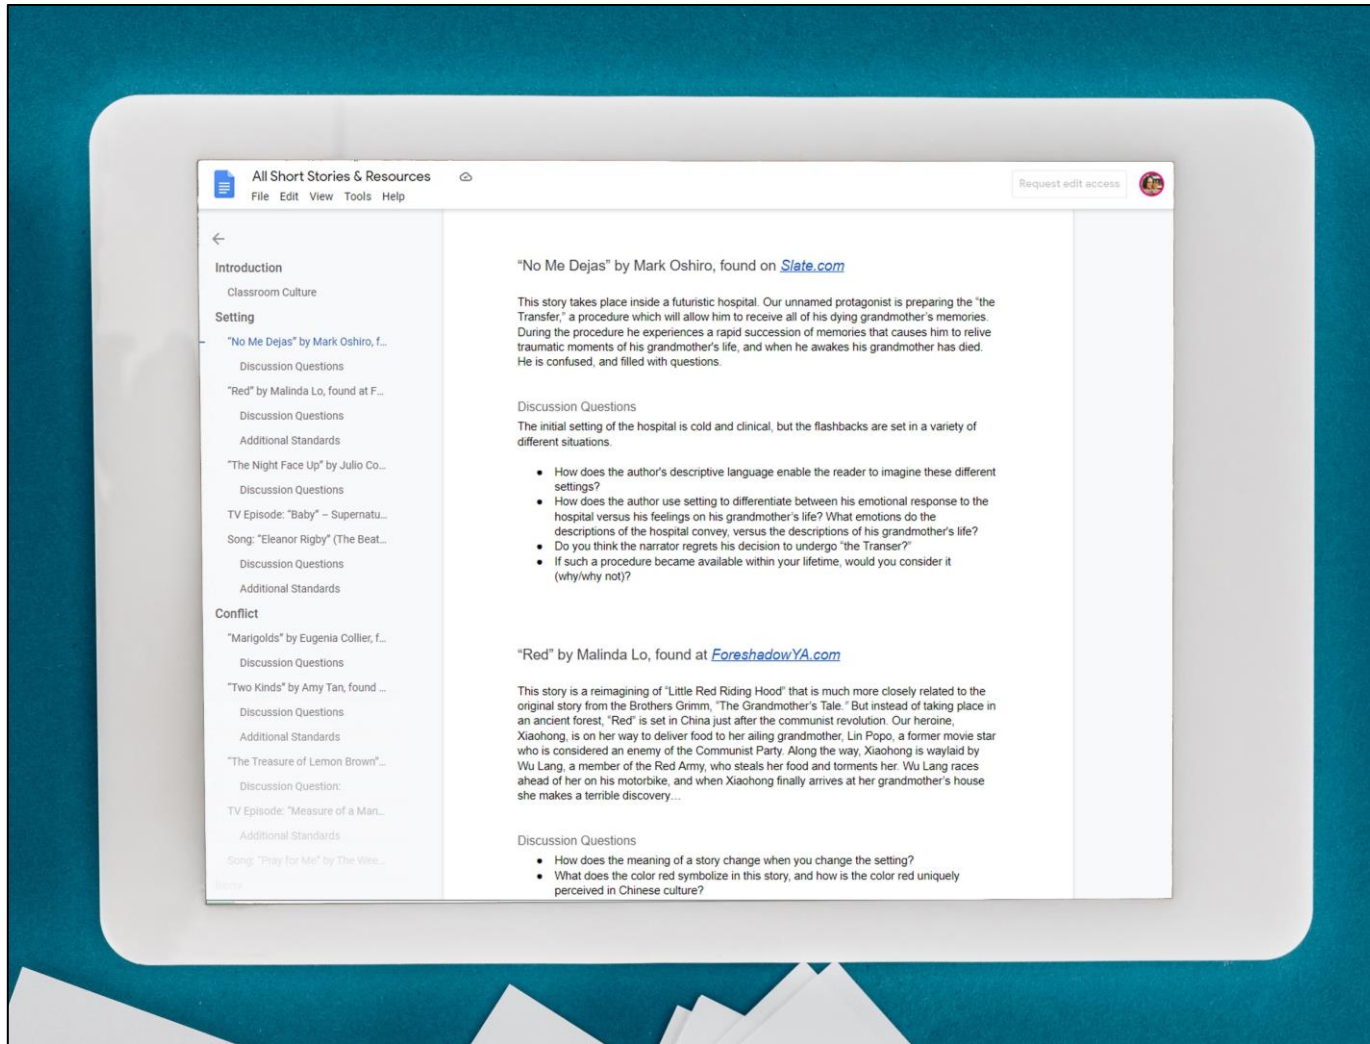 All Short Stories & Resources
File Edit View Tools Help
Request edit access
Introduction
Classroom Culture
Setting
"No Me Dejas" by Mark Oshiro, f...
Discussion Questions
"Red" by Malinda Lo, found at F...
Discussion Questions
Additional Standards
"The Night Face Up" by Julio Co...
Discussion Questions
TV Episode: "Baby" – Supernatu...
Song: "Eleanor Rigby" (The Beat...
Discussion Questions
Additional Standards
Conflict
"Marigolds" by Eugenia Collier, f...
Discussion Questions
"Two Kinds" by Amy Tan, found ...
Discussion Questions
Additional Standards
"The Treasure of Lemon Brown"...
Discussion Question:
TV Episode: "Measure of a Man...
Additional Standards
Song: "Pray for Me" by The Wee...
"No Me Dejas" by Mark Oshiro, found on Slate.com
This story takes place inside a futuristic hospital. Our unnamed protagonist is preparing the "the
Transfer," a procedure which will allow him to receive all of his dying grandmother's memories.
During the procedure he experiences a rapid succession of memories that causes him to relive
traumatic moments of his grandmother's life, and when he awakes his grandmother has died.
He is confused, and filled with questions.
Discussion Questions
The initial setting of the hospital is cold and clinical, but the flashbacks are set in a variety of
different situations.
● How does the author's descriptive language enable the reader to imagine these different
settings?
● How does the author use setting to differentiate between his emotional response to the
hospital versus his feelings on his grandmother's life? What emotions do the
descriptions of the hospital convey, versus the descriptions of his grandmother's life?
● Do you think the narrator regrets his decision to undergo "the Transer?"
● If such a procedure became available within your lifetime, would you consider it
(why/why not)?
"Red" by Malinda Lo, found at ForeshadowYA.com
This story is a reimagining of "Little Red Riding Hood" that is much more closely related to the
original story from the Brothers Grimm, "The Grandmother's Tale." But instead of taking place in
an ancient forest, "Red" is set in China just after the communist revolution. Our heroine,
Xiaohong, is on her way to deliver food to her ailing grandmother, Lin Popo, a former movie star
who is considered an enemy of the Communist Party. Along the way, Xiaohong is waylaid by
Wu Lang, a member of the Red Army, who steals her food and torments her. Wu Lang races
ahead of her on his motorbike, and when Xiaohong finally arrives at her grandmother's house
she makes a terrible discovery…
Discussion Questions
● How does the meaning of a story change when you change the setting?
● What does the color red symbolize in this story, and how is the color red uniquely
perceived in Chinese culture?